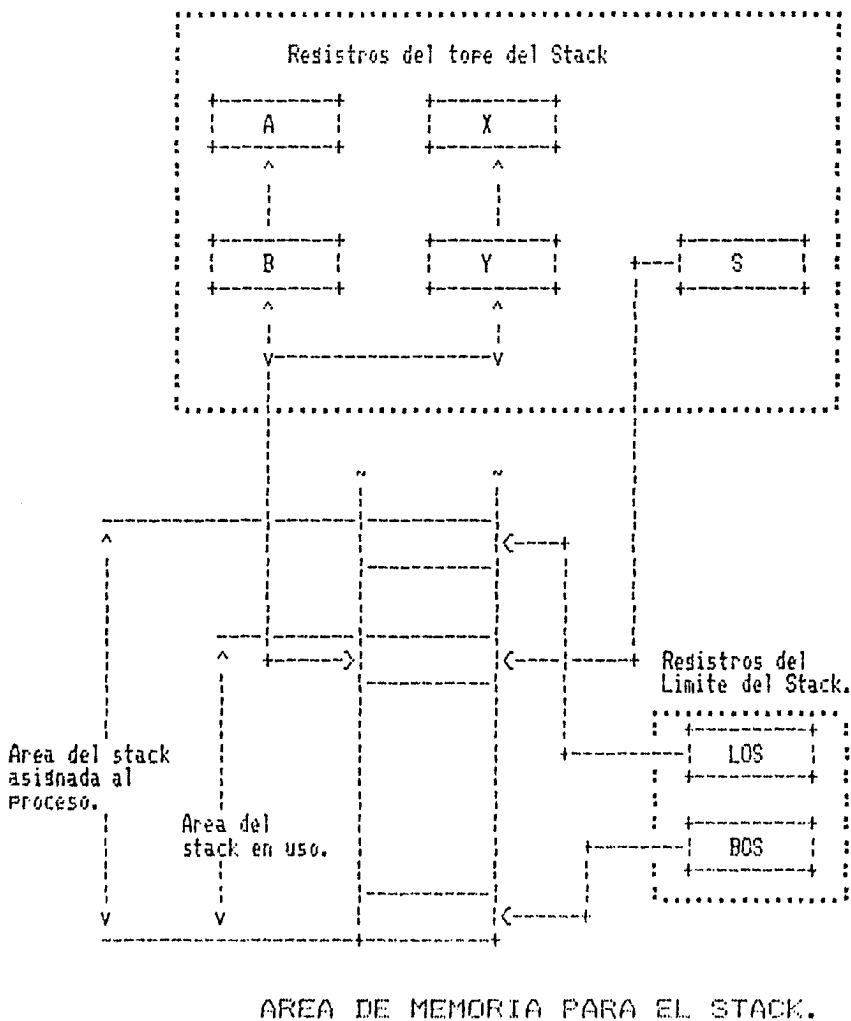 Registros del tope del Stack
A X
B Y S
Registros del
Limite del Stack.
LOS
Area del stack
asignada al
proceso.
Area del
stack en uso.
BOS
AREA DE MEMORIA PARA EL STACK.